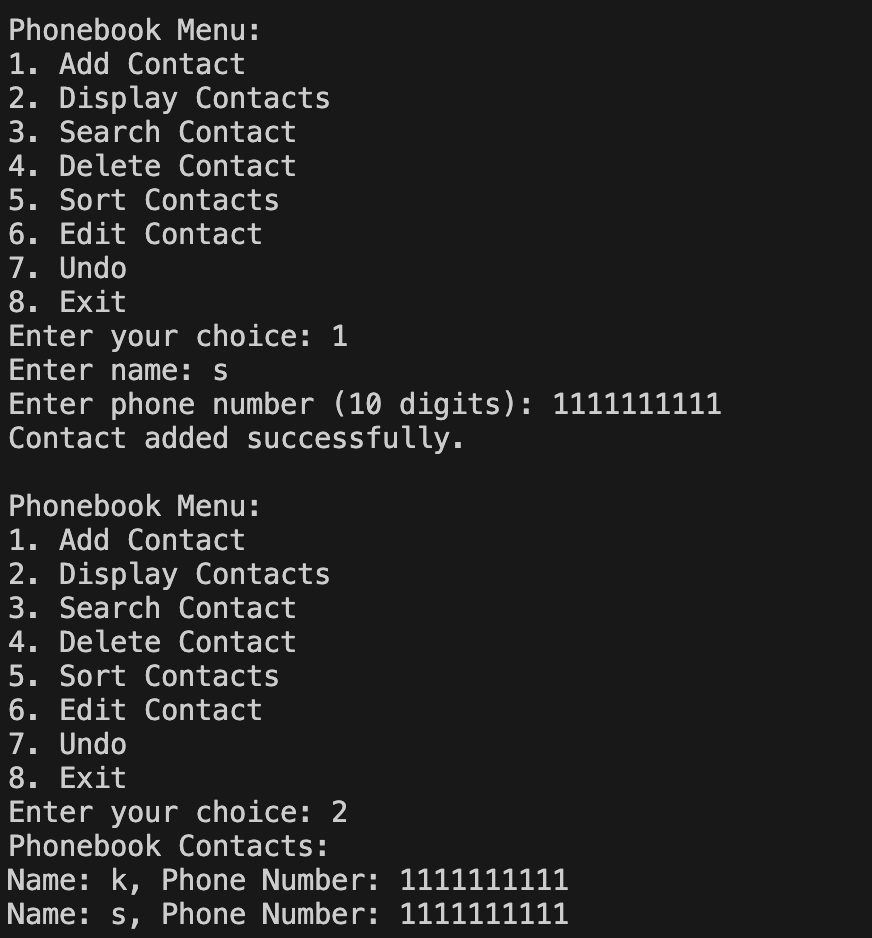 Phonebook Menu:
1. Add Contact
2. Display Contacts
3. Search Contact
4. Delete Contact
5. Sort Contacts
6. Edit Contact
7. Undo
8. Exit
Enter your choice: 1
Enter name: s
Enter phone number (10 digits): 1111111111
Contact added successfully.

Phonebook Menu:
1. Add Contact
2. Display Contacts
3. Search Contact
4. Delete Contact
5. Sort Contacts
6. Edit Contact
7. Undo
8. Exit
Enter your choice: 2
Phonebook Contacts:
Name: k, Phone Number: 1111111111
Name: s, Phone Number: 1111111111